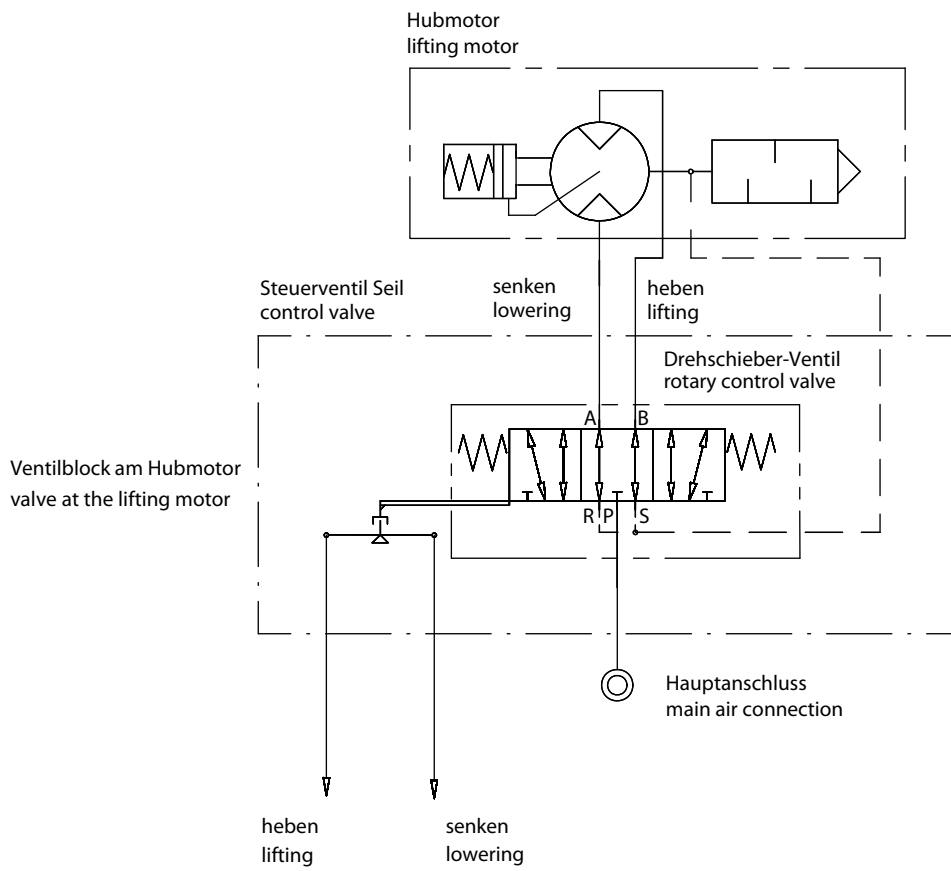 Hubmotor
lifting motor
Steuerventil Seil
control valve
senken
lowering
heben
lifting
Drehschieber-Ventil
rotary control valve
A B
Ventilblock am Hubmotor
valve at the lifting motor
R P S
Hauptanschluss
main air connection
heben
lifting
senken
lowering